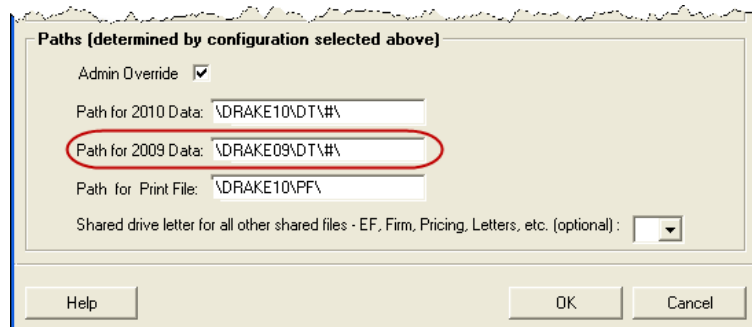 Paths (determined by configuration selected above)
Admin Override
Path for 2010 Data: \DRAKE10\DT\#\
Path for 2009 Data: \DRAKE09\DT\#\
Path for Print File: \DRAKE10\PF\
Shared drive letter for all other shared files - EF, Firm, Pricing, Letters, etc. (optional) :
Help OK Cancel